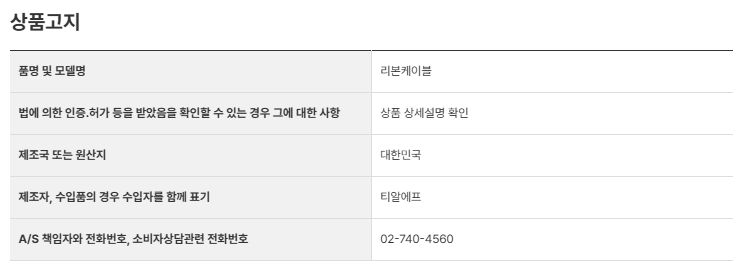 상품고지
품명 및 모델명 리본케이블
법에 의한 인증.허가 등을 받았음을 확인할 수 있는 경우 그에 대한 사항 상품 상세설명 확인
제조국 또는 원산지 대한민국
제조자, 수입품의 경우 수입자를 함께 표기 티알에프
A/S 책임자와 전화번호, 소비자상담관련 전화번호 02-740-4560